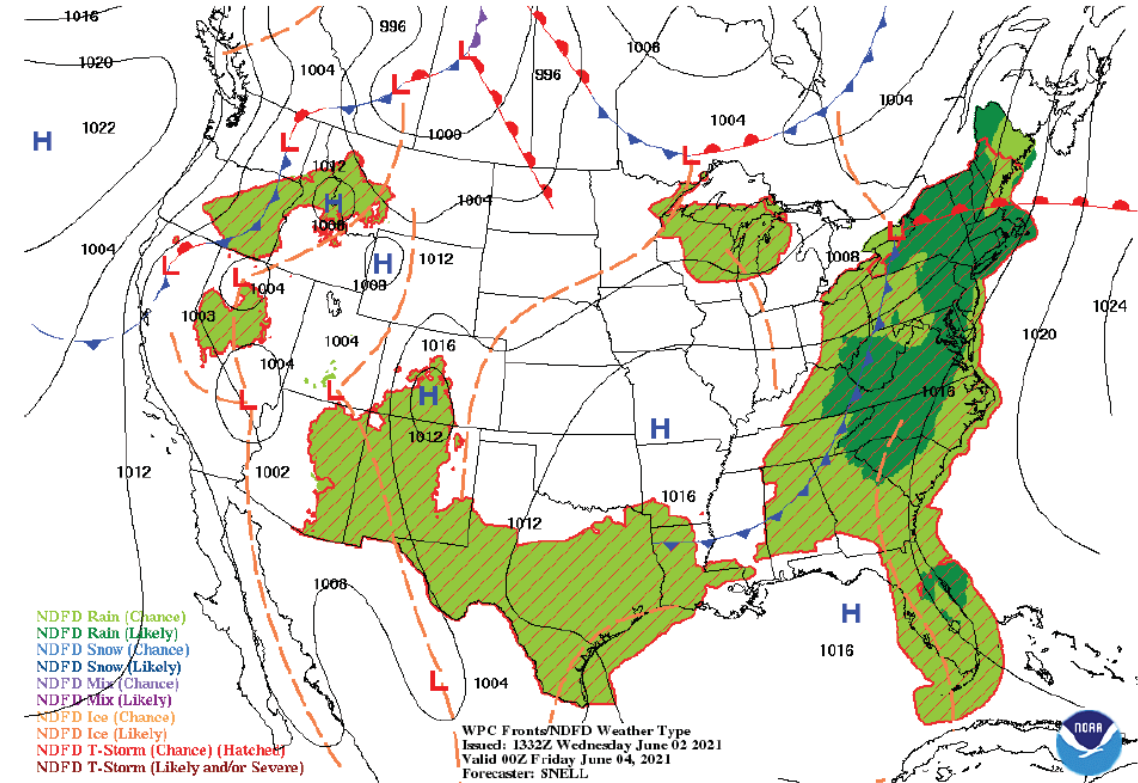 1016
996
1020
L
1004
L
996
1006
1022
H
1004
1000
1004
L
L
1012
H
1004
1008
L
1004
L
H
1012
1008
1008
1024
L
1004
1003
1020
1004
1016
1004
L
L
H
1016
1012
H
1012
1002
1016
1012
1008
H
1016
L
1004
NDFD Rain (Chance)
NDFD Rain (Likely)
NDFD Snow (Chance)
NDFD Snow (Likely)
NDFD Mix (Chance)
NDFD Mix (Likely)
NDFD Ice (Chance)
NDFD Ice (Likely)
NDFD T-Storm (Chance) (Hatched)
NDFD T-Storm (Likely and/or Severe)
WPC Fronts/NDFD Weather Type
Issued: 1332Z Wednesday June 02 2021
Valid 00Z Friday June 04, 2021
Forecaster: SNELL
NOAA